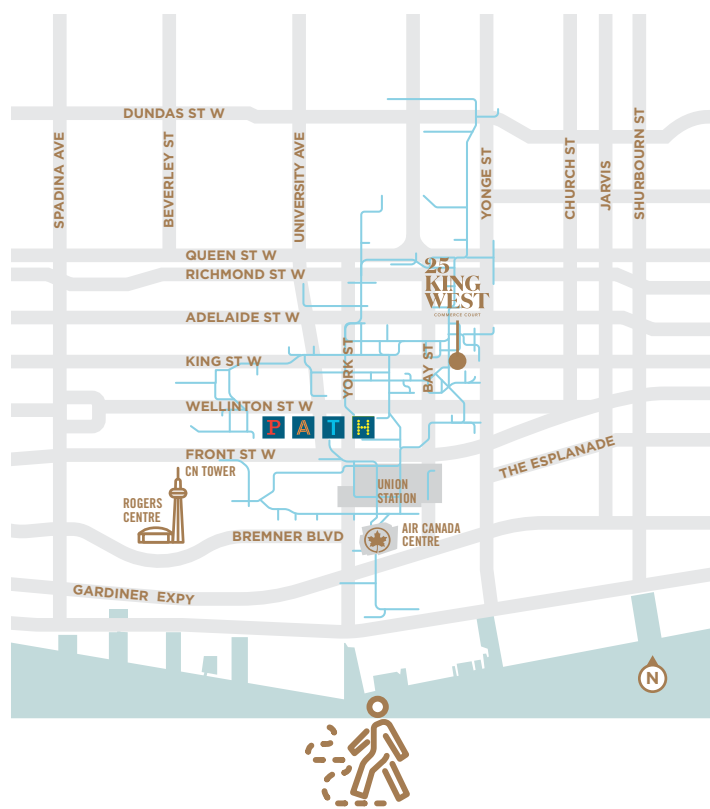 DUNDAS ST W
SPADINA AVE
BEVERLEY ST
UNIVERSITY AVE
YONGE ST
CHURCH ST
JARVIS
SHURBOURN ST
QUEEN ST W
RICHMOND ST W
25
KING
WEST
COMMERCE COURT
ADELAIDE ST W
KING ST W
YORK ST
BAY ST
WELLINTON ST W
PATH
FRONT ST W
CN TOWER
THE ESPLANADE
UNION
STATION
ROGERS
CENTRE
BREMNER BLVD
AIR CANADA
CENTRE
GARDINER EXPY
N